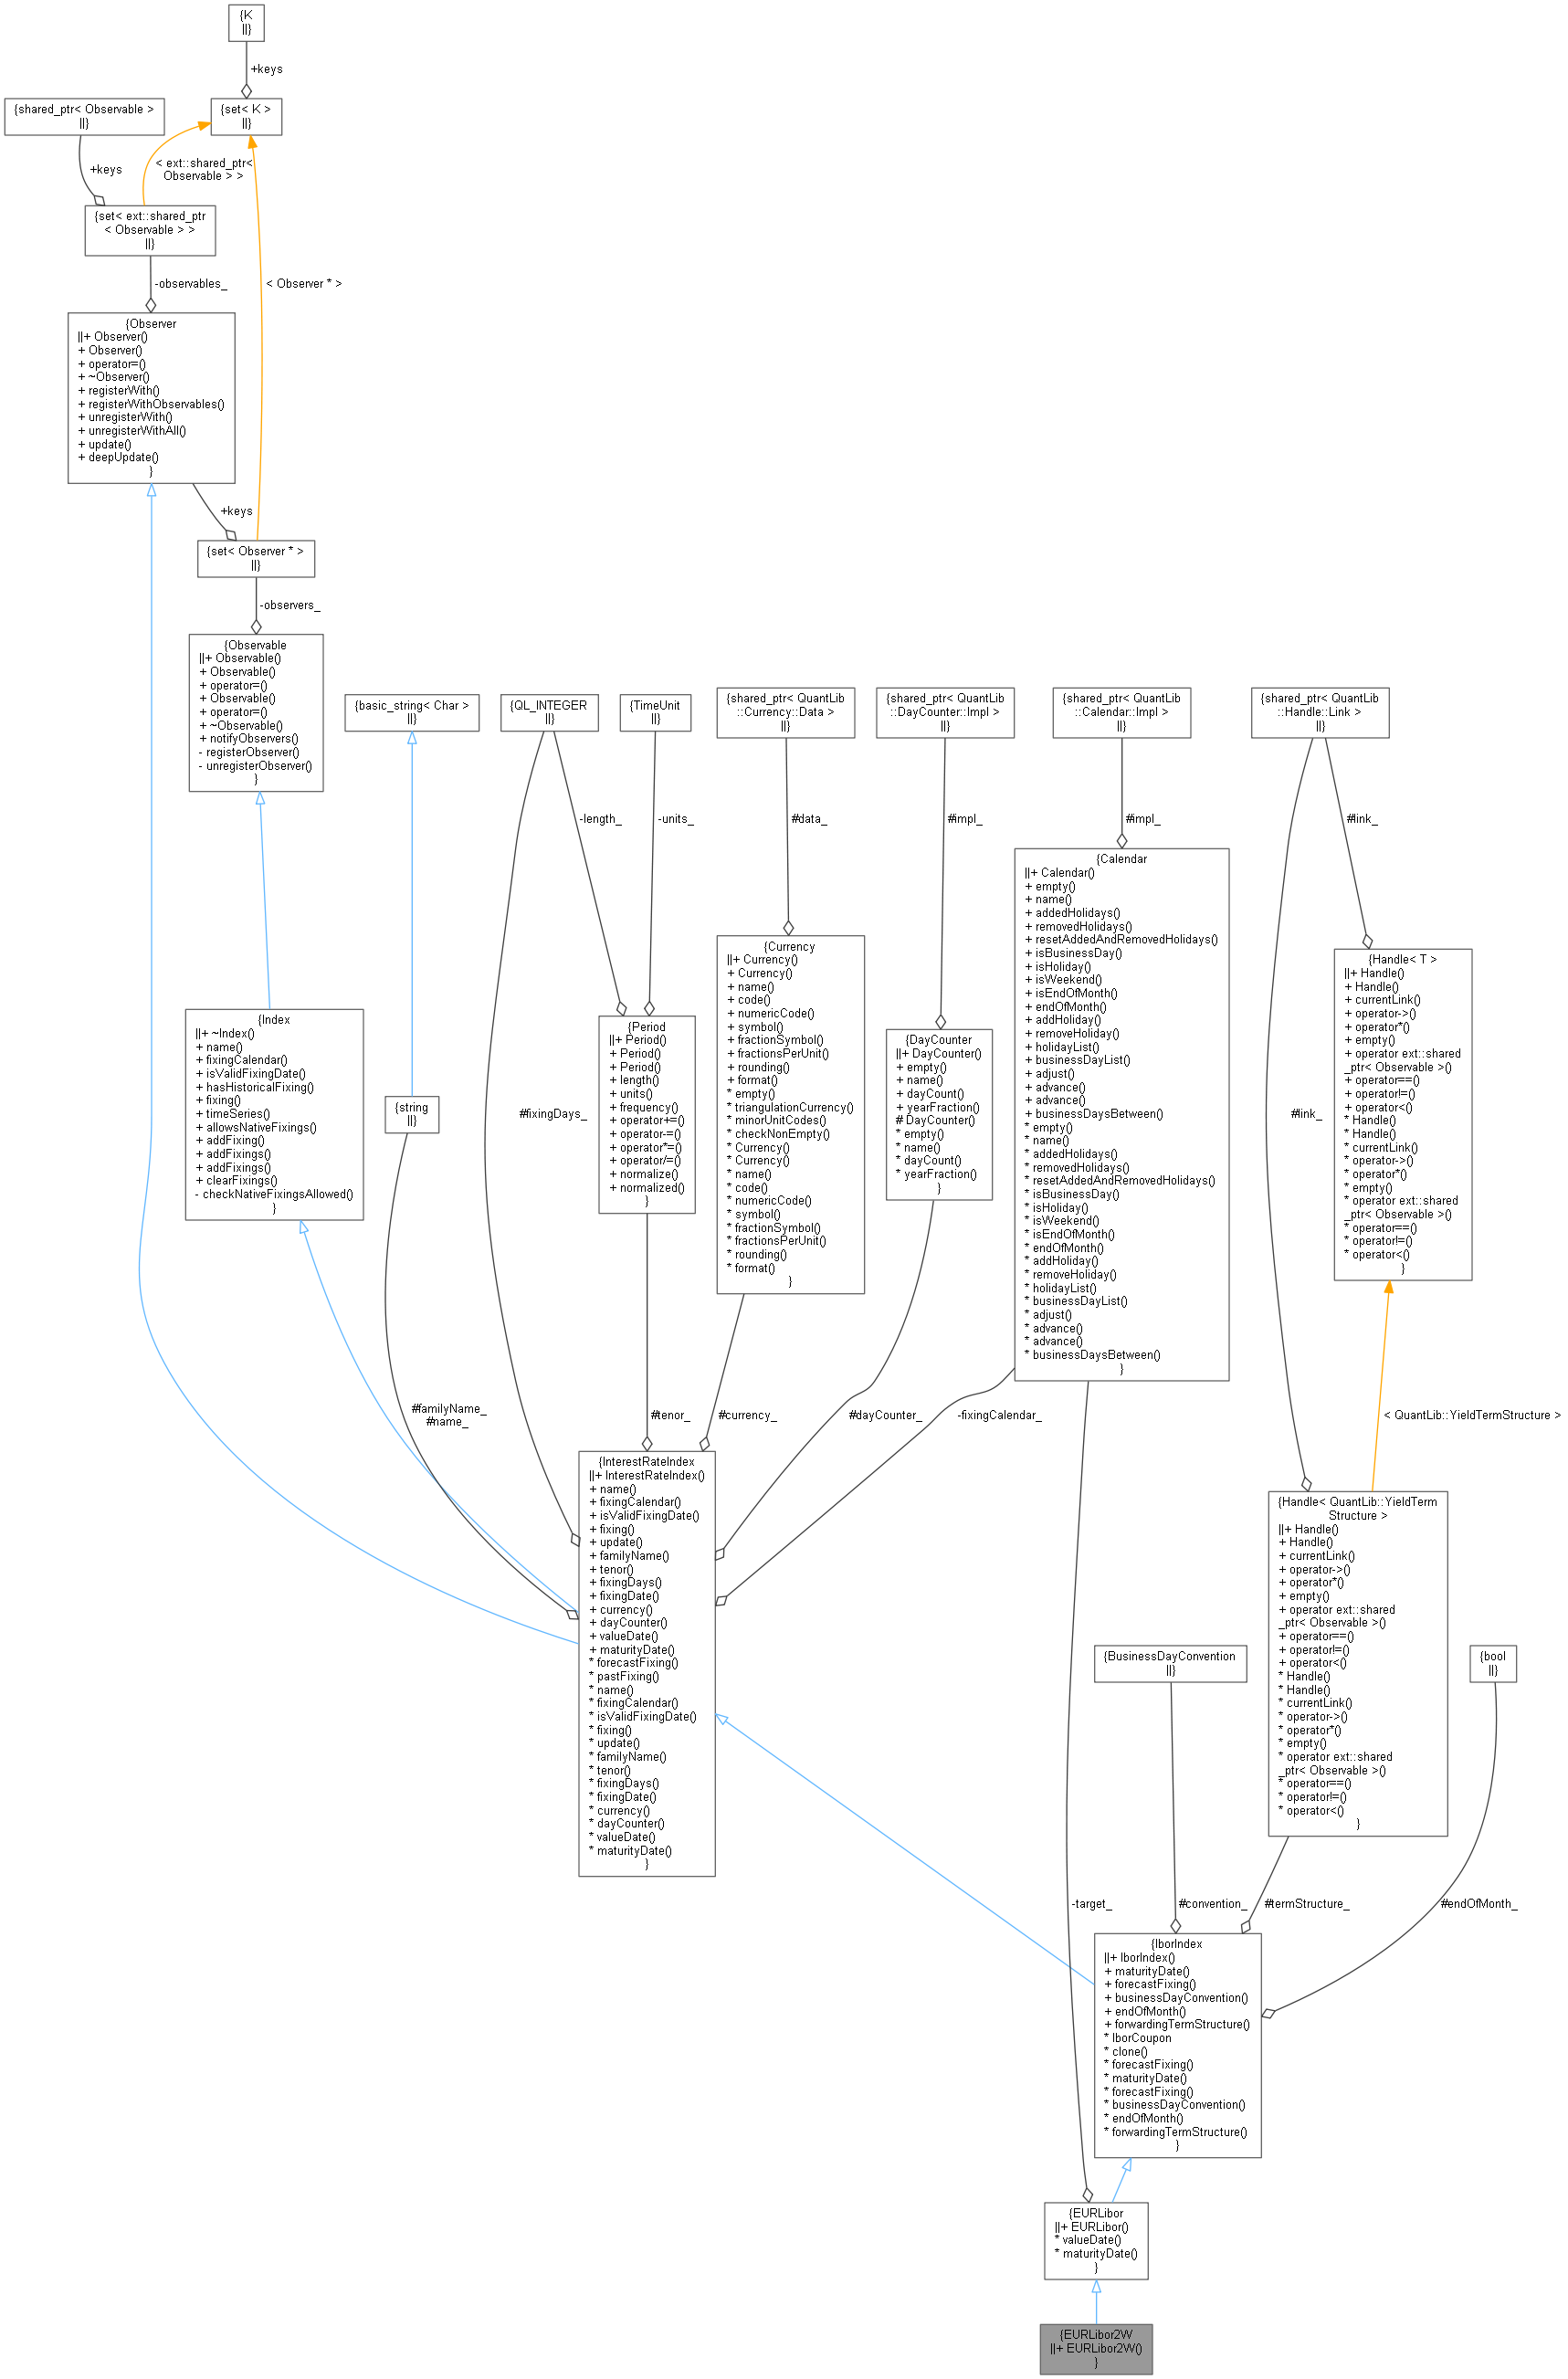 {K
||}
+keys
{shared_ptr< Observable >
||}
{set< K >
||}
+keys
< ext::shared_ptr<
Observable > >
{set< ext::shared_ptr
< Observable > >
||}
-observables_
< Observer * >
{Observer
||+ Observer()
+ Observer()
+ operator=()
+ ~Observer()
+ registerWith()
+ registerWithObservables()
+ unregisterWith()
+ unregisterWithAll()
+ update()
+ deepUpdate()
}
+keys
{set< Observer * >
||}
-observers_
{Observable
||+ Observable()
+ Observable()
+ operator=()
+ Observable()
+ operator=()
+ ~Observable()
+ notifyObservers()
- registerObserver()
- unregisterObserver()
}
{basic_string< Char >
||}
{QL_INTEGER
||}
{TimeUnit
||}
{shared_ptr< QuantLib
::Currency::Data >
||}
{shared_ptr< QuantLib
::DayCounter::Impl >
||}
{shared_ptr< QuantLib
::Calendar::Impl >
||}
{shared_ptr< QuantLib
::Handle::Link >
||}
-length_
-units_
#data_
#impl_
#impl_
#link_
{Calendar
||+ Calendar()
+ empty()
+ name()
+ addedHolidays()
+ removedHolidays()
+ resetAddedAndRemovedHolidays()
+ isBusinessDay()
+ isHoliday()
+ isWeekend()
+ isEndOfMonth()
+ endOfMonth()
+ addHoliday()
+ removeHoliday()
+ holidayList()
+ businessDayList()
+ adjust()
+ advance()
+ advance()
+ businessDaysBetween()
* empty()
* name()
* addedHolidays()
* removedHolidays()
* resetAddedAndRemovedHolidays()
* isBusinessDay()
* isHoliday()
* isWeekend()
* isEndOfMonth()
* endOfMonth()
* addHoliday()
* removeHoliday()
* holidayList()
* businessDayList()
* adjust()
* advance()
* advance()
* businessDaysBetween()
}
{Currency
||+ Currency()
+ Currency()
+ name()
+ code()
+ numericCode()
+ symbol()
+ fractionSymbol()
+ fractionsPerUnit()
+ rounding()
+ format()
* empty()
* triangulationCurrency()
* minorUnitCodes()
* checkNonEmpty()
* Currency()
* Currency()
* name()
* code()
* numericCode()
* symbol()
* fractionSymbol()
* fractionsPerUnit()
* rounding()
* format()
}
{Handle< T >
||+ Handle()
+ Handle()
+ currentLink()
+ operator->()
+ operator*()
+ empty()
+ operator ext::shared
_ptr< Observable >()
+ operator==()
+ operator!=()
+ operator<()
* Handle()
* Handle()
* currentLink()
* operator->()
* operator*()
* empty()
* operator ext::shared
_ptr< Observable >()
* operator==()
* operator!=()
* operator<()
}
{Index
||+ ~Index()
+ name()
+ fixingCalendar()
+ isValidFixingDate()
+ hasHistoricalFixing()
+ fixing()
+ timeSeries()
+ allowsNativeFixings()
+ addFixing()
+ addFixings()
+ addFixings()
+ clearFixings()
- checkNativeFixingsAllowed()
}
{Period
||+ Period()
+ Period()
+ Period()
+ length()
+ units()
+ frequency()
+ operator+=()
+ operator-=()
+ operator*=()
+ operator/=()
+ normalize()
+ normalized()
}
{DayCounter
||+ DayCounter()
+ empty()
+ name()
+ dayCount()
+ yearFraction()
# DayCounter()
* empty()
* name()
* dayCount()
* yearFraction()
}
{string
||}
#fixingDays_
#link_
#familyName_
#name_
#tenor_
#currency_
#dayCounter_
-fixingCalendar_
< QuantLib::YieldTermStructure >
{InterestRateIndex
||+ InterestRateIndex()
+ name()
+ fixingCalendar()
+ isValidFixingDate()
+ fixing()
+ update()
+ familyName()
+ tenor()
+ fixingDays()
+ fixingDate()
+ currency()
+ dayCounter()
+ valueDate()
+ maturityDate()
* forecastFixing()
* pastFixing()
* name()
* fixingCalendar()
* isValidFixingDate()
* fixing()
* update()
* familyName()
* tenor()
* fixingDays()
* fixingDate()
* currency()
* dayCounter()
* valueDate()
* maturityDate()
}
{Handle< QuantLib::YieldTerm
Structure >
||+ Handle()
+ Handle()
+ currentLink()
+ operator->()
+ operator*()
+ empty()
+ operator ext::shared
_ptr< Observable >()
+ operator==()
+ operator!=()
+ operator<()
* Handle()
* Handle()
* currentLink()
* operator->()
* operator*()
* empty()
* operator ext::shared
_ptr< Observable >()
* operator==()
* operator!=()
* operator<()
}
{BusinessDayConvention
||}
{bool
||}
-target_
#convention_
#termStructure_
#endOfMonth_
{IborIndex
||+ IborIndex()
+ maturityDate()
+ forecastFixing()
+ businessDayConvention()
+ endOfMonth()
+ forwardingTermStructure()
* IborCoupon
* clone()
* forecastFixing()
* maturityDate()
* forecastFixing()
* businessDayConvention()
* endOfMonth()
* forwardingTermStructure()
}
{EURLibor
||+ EURLibor()
* valueDate()
* maturityDate()
}
{EURLibor2W
||+ EURLibor2W()
}